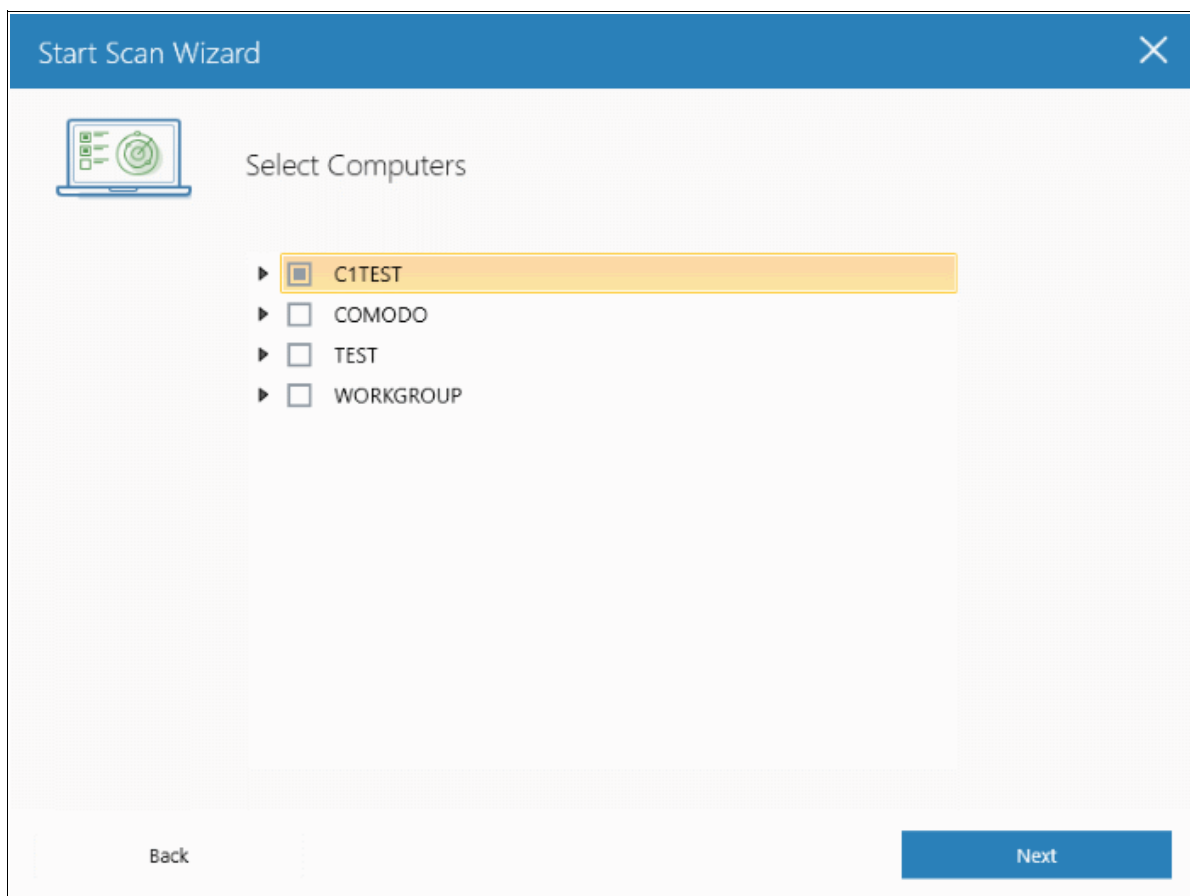 Start Scan Wizard
Select Computers
C1TEST
COMODO
TEST
WORKGROUP
Back
Next